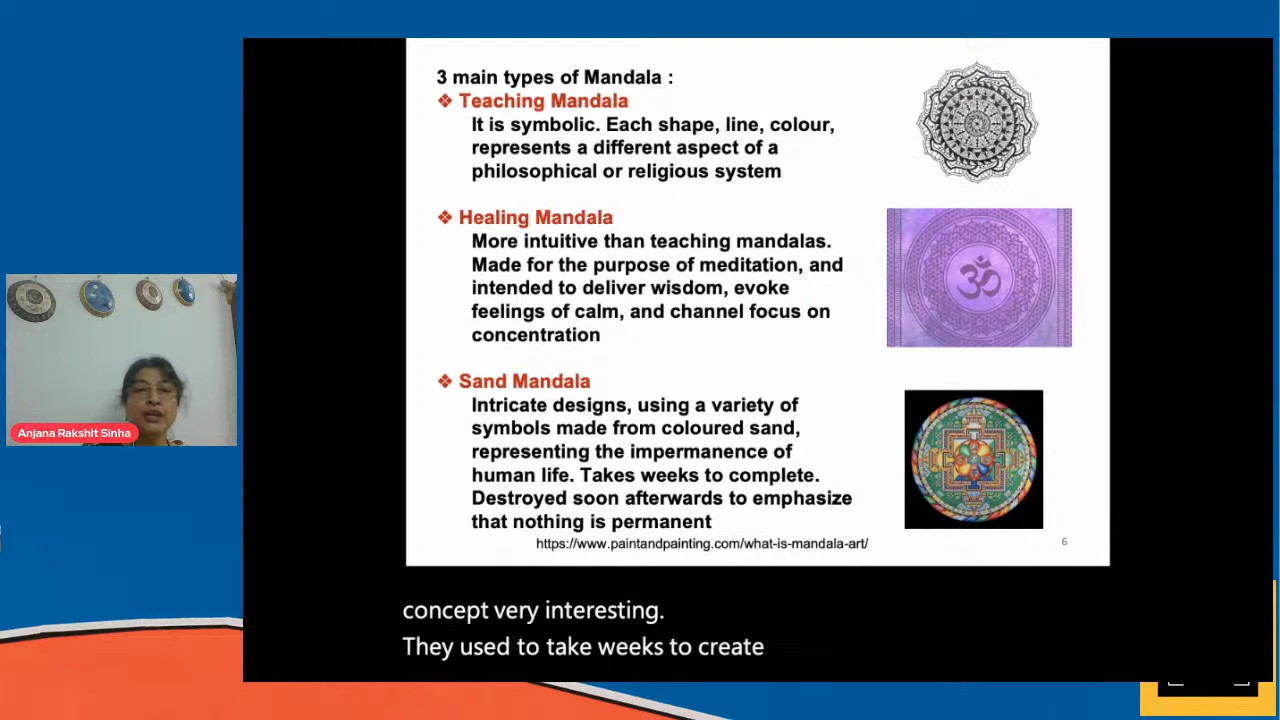 3 main types of Mandala :
❖ Teaching Mandala
It is symbolic. Each shape, line, colour,
represents a different aspect of a
philosophical or religious system
❖ Healing Mandala
More intuitive than teaching mandalas.
Made for the purpose of meditation, and
intended to deliver wisdom, evoke
feelings of calm, and channel focus on
concentration
ॐ
❖ Sand Mandala
Intricate designs, using a variety of
symbols made from coloured sand,
representing the impermanence of
human life. Takes weeks to complete.
Destroyed soon afterwards to emphasize
that nothing is permanent
https://www.paintandpainting.com/what-is-mandala-art/
6
Anjana Rakshit Sinha
concept very interesting.
They used to take weeks to create